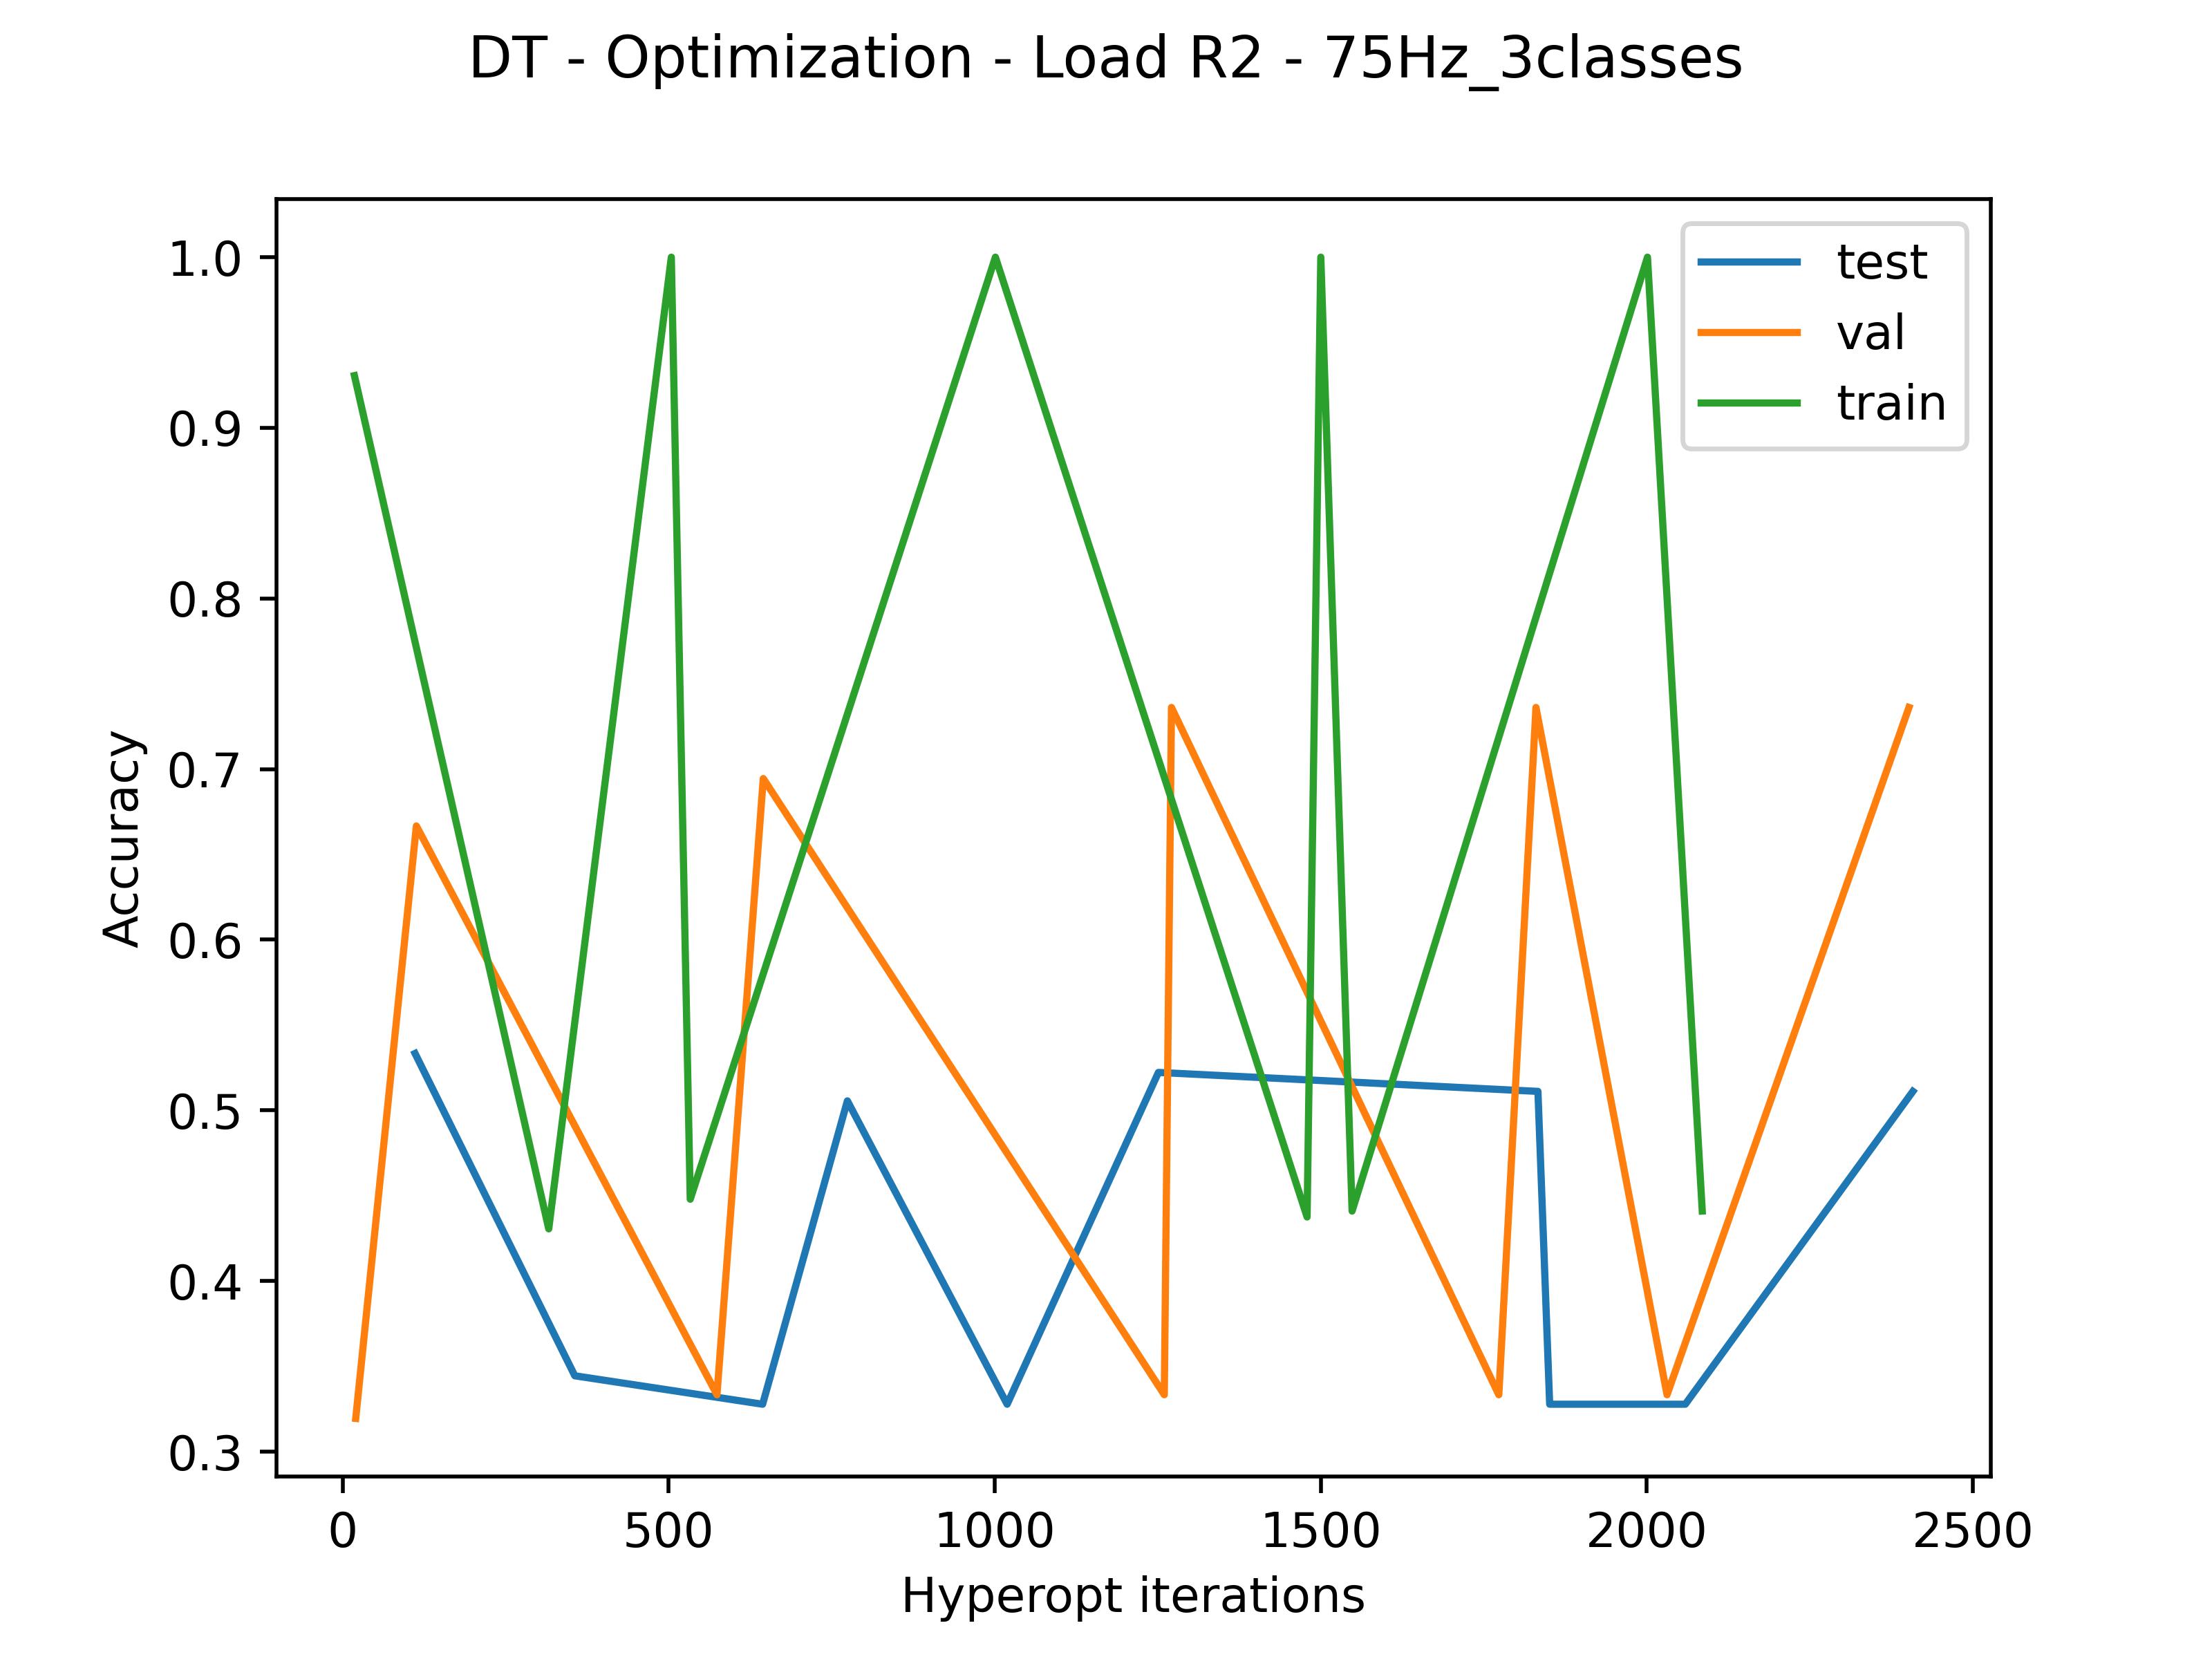 DT - Optimization - Load R2 - 75Hz_3classes
test
val
train
1.0
0.9
0.8
0.7
0.6
0.5
0.4
0.3
Accuracy
0 500 1000 1500 2000 2500
Hyperopt iterations